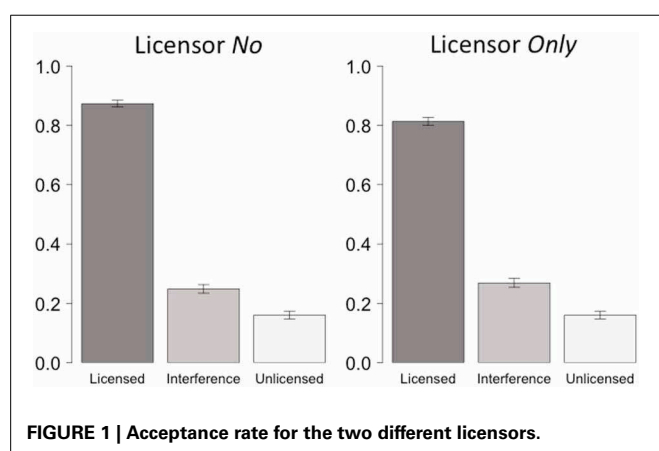 Licensor No
Licensor Only
1.0
0.8
0.6
0.4
0.2
0.0
Licensed Interference Unlicensed
1.0
0.8
0.6
0.4
0.2
0.0
Licensed Interference Unlicensed
FIGURE 1 | Acceptance rate for the two different licensors.